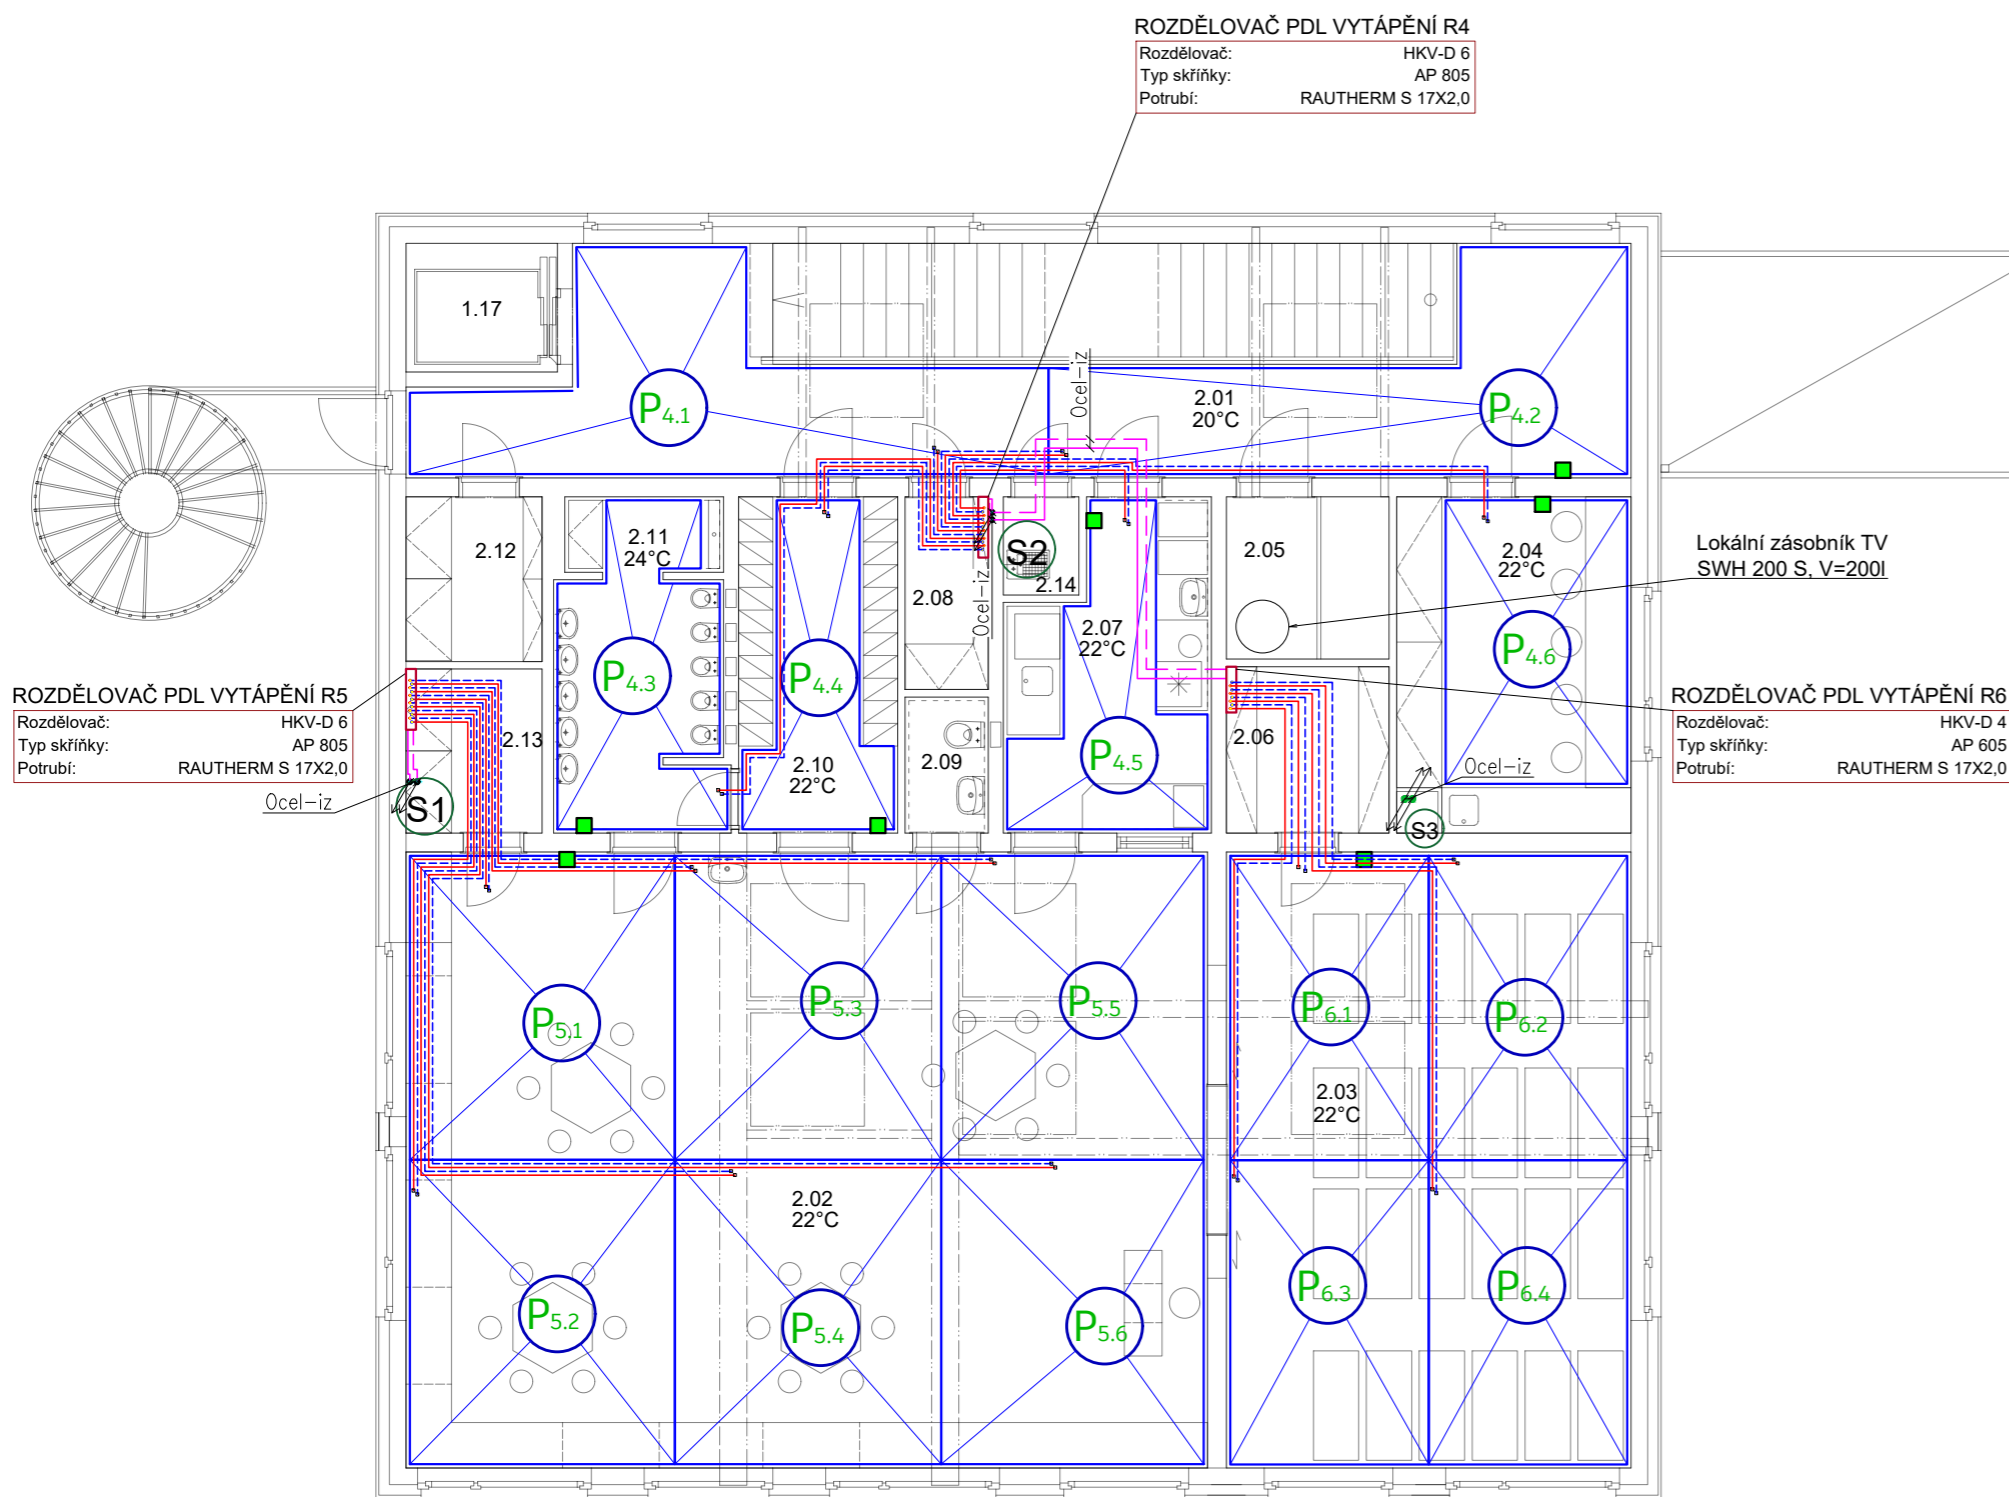 ROZDĚLOVAČ PDL VYTÁPĚNÍ R4
Rozdělovač: HKV-D 6
Typ skříňky: AP 805
Potrubí: RAUTHERM S 17X2,0
1.17
P4.1
Ocel-iz
2.01
20°C
P4.2
2.12
2.11
24°C
2.08
Ocel-iz
S2
2.14
2.05
2.04
22°C
Lokální zásobník TV
SWH 200 S, V=200l
2.07
22°C
P4.3
P4.4
P4.6
ROZDĚLOVAČ PDL VYTÁPĚNÍ R5
Rozdělovač: HKV-D 6
Typ skříňky: AP 805
Potrubí: RAUTHERM S 17X2,0
2.13
2.10
22°C
2.09
P4.5
2.06
ROZDĚLOVAČ PDL VYTÁPĚNÍ R6
Rozdělovač: HKV-D 4
Typ skříňky: AP 605
Potrubí: RAUTHERM S 17X2,0
Ocel-iz
Ocel-iz
S1
S3
P5.1
P5.3
P5.5
P6.1
P6.2
2.03
22°C
2.02
22°C
P5.2
P5.4
P5.6
P6.3
P6.4